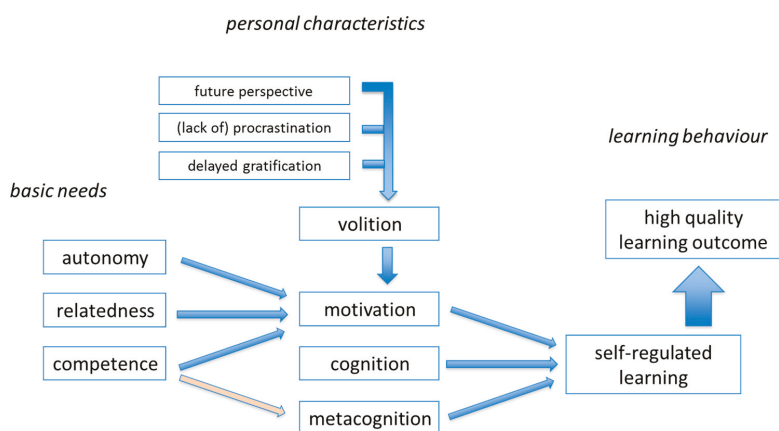 personal characteristics
future perspective
(lack of) procrastination
delayed gratification
learning behaviour
basic needs
volition
high quality
learning outcome
autonomy
relatedness
motivation
competence
cognition
self-regulated
learning
metacognition